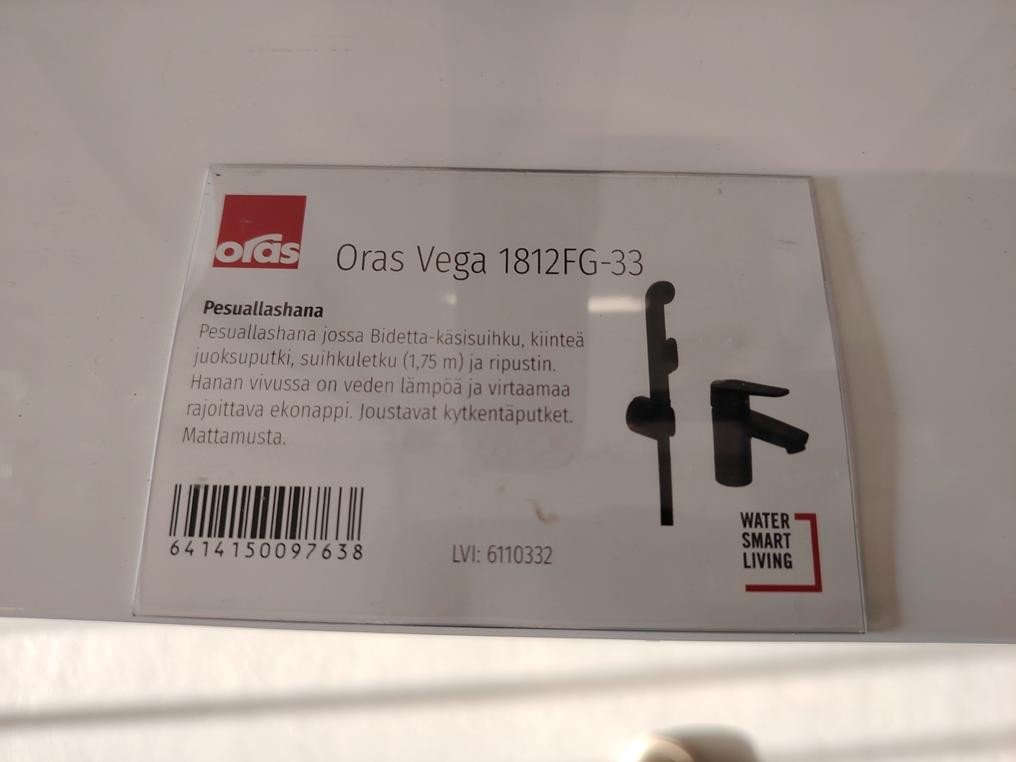 oras
Oras Vega 1812FG-33
Pesuallashana
Pesuallashana jossa Bidetta-käsisuihku, kiinteä
juoksuputki, suihkuletku (1,75 m) ja ripustin.
Hanan vivussa on veden lämpöä ja virtaamaa
rajoittava ekonappi. Joustavat kytkentäputket.
Mattamusta.
6414150097638
LVI: 6110332
WATER
SMART
LIVING